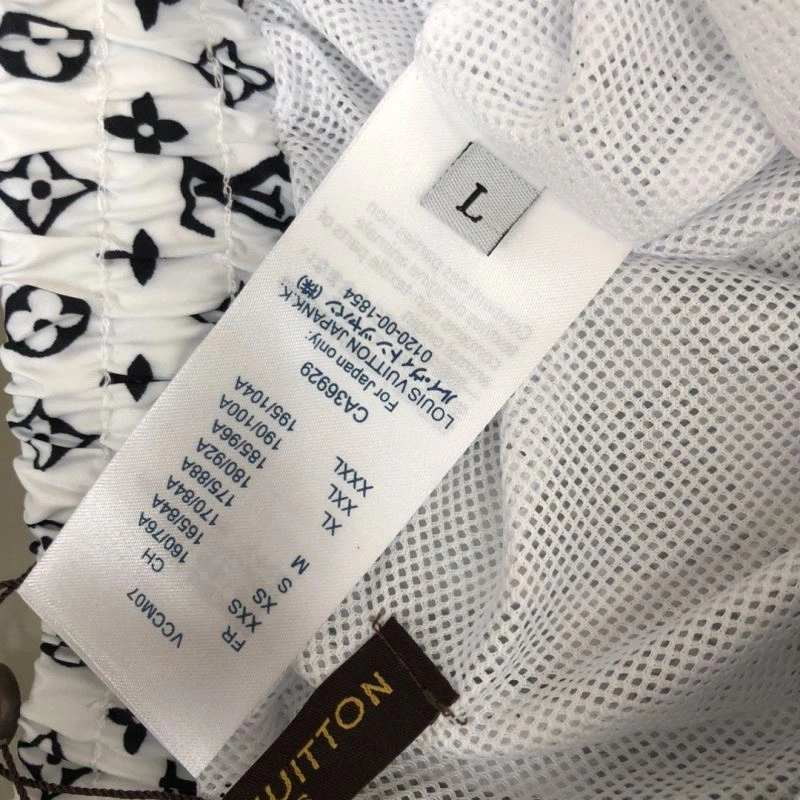 L
VCCM07
FR CH
XXS 160/76A
XS 165/84A
S 170/84A
M 175/88A
180/92A
XL 185/96A
XXL 190/100A
XXXL 195/104A
CA36929
For Japan only:
LOUIS VUITTON JAPANK.K.
ルイ・ヴィトン ジャパン (株)
0120-00-1854
UITTON